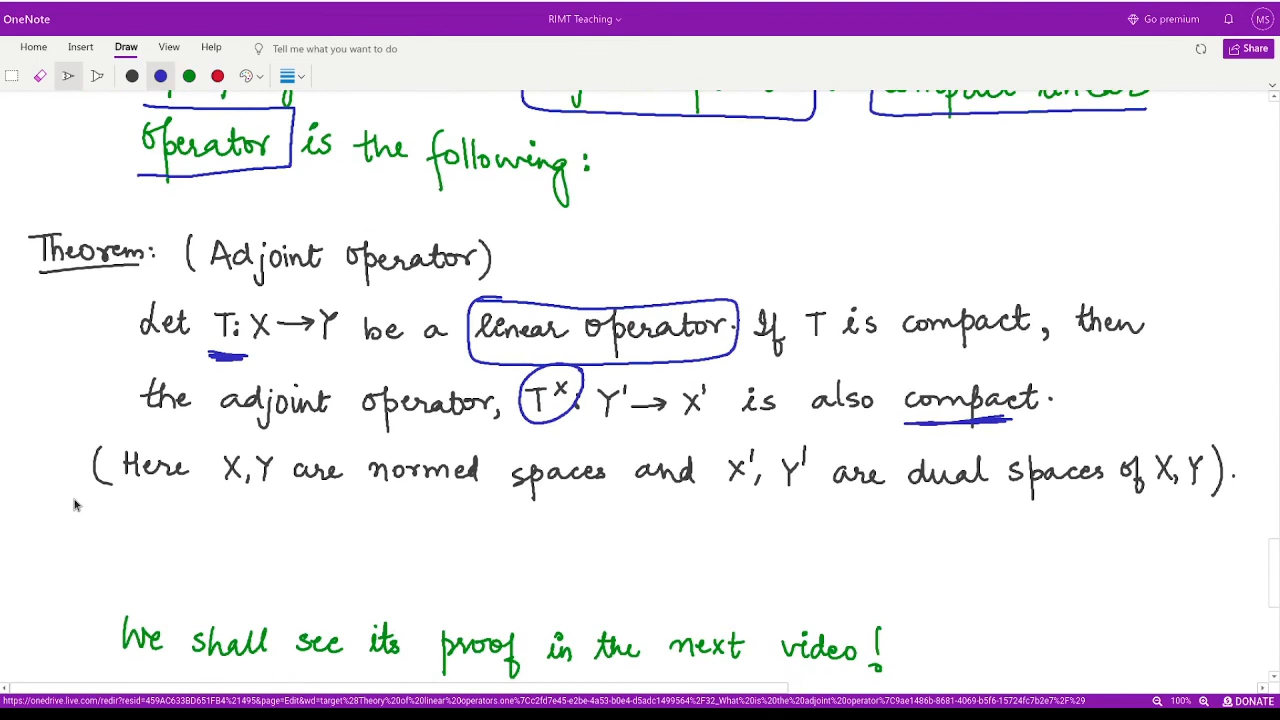 OneNote
RIMT Teaching
Go premium
MS
Home Insert Draw View Help Tell me what you want to do
Share
operator is the following:
Theorem: (Adjoint operator)
Let T: X→Y be a linear operator. If T is compact, then
the adjoint operator, T^x: Y'→ X' is also compact.
(Here X,Y are normed spaces and X', Y' are dual spaces of X, Y).
We shall see its proof in the next video!
100%
DONATE